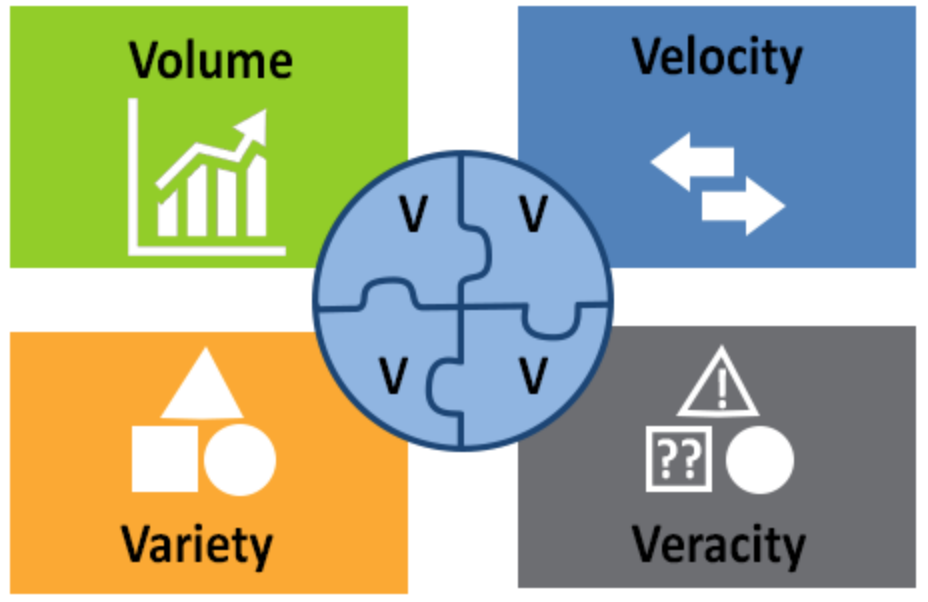 Volume
Velocity
V V
V V
!
??
Variety
Veracity